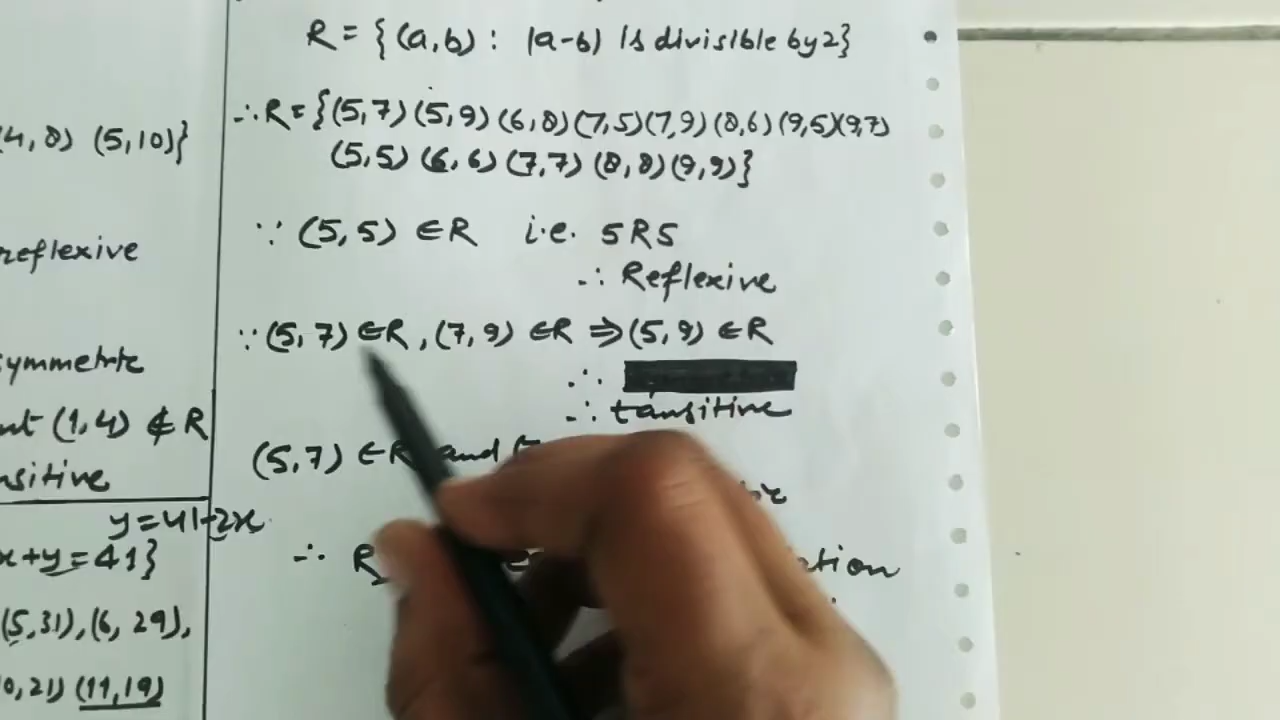 4, 8) (5,10)}
reflexive
symmetric
(1,4) ∉ R
y=41-2x
x+y=41}
(5,31),(6, 29),
,21) (11,19)
R = {(a,b) : |a-b| is divisible by 2}
∴R={(5,7) (5,9) (6,8) (7,5) (7,9) (8,6) (9,5)(9,7)
(5,5) (6,6) (7,7) (8,8) (9,9)}
∵ (5,5) ∈R i.e. 5R5
∴ Reflexive
∵ (5,7) ∈R, (7,9) ∈R ⇒ (5,9) ∈R
∴
∴ tansitive
(5,7) ∈R and
∴ R